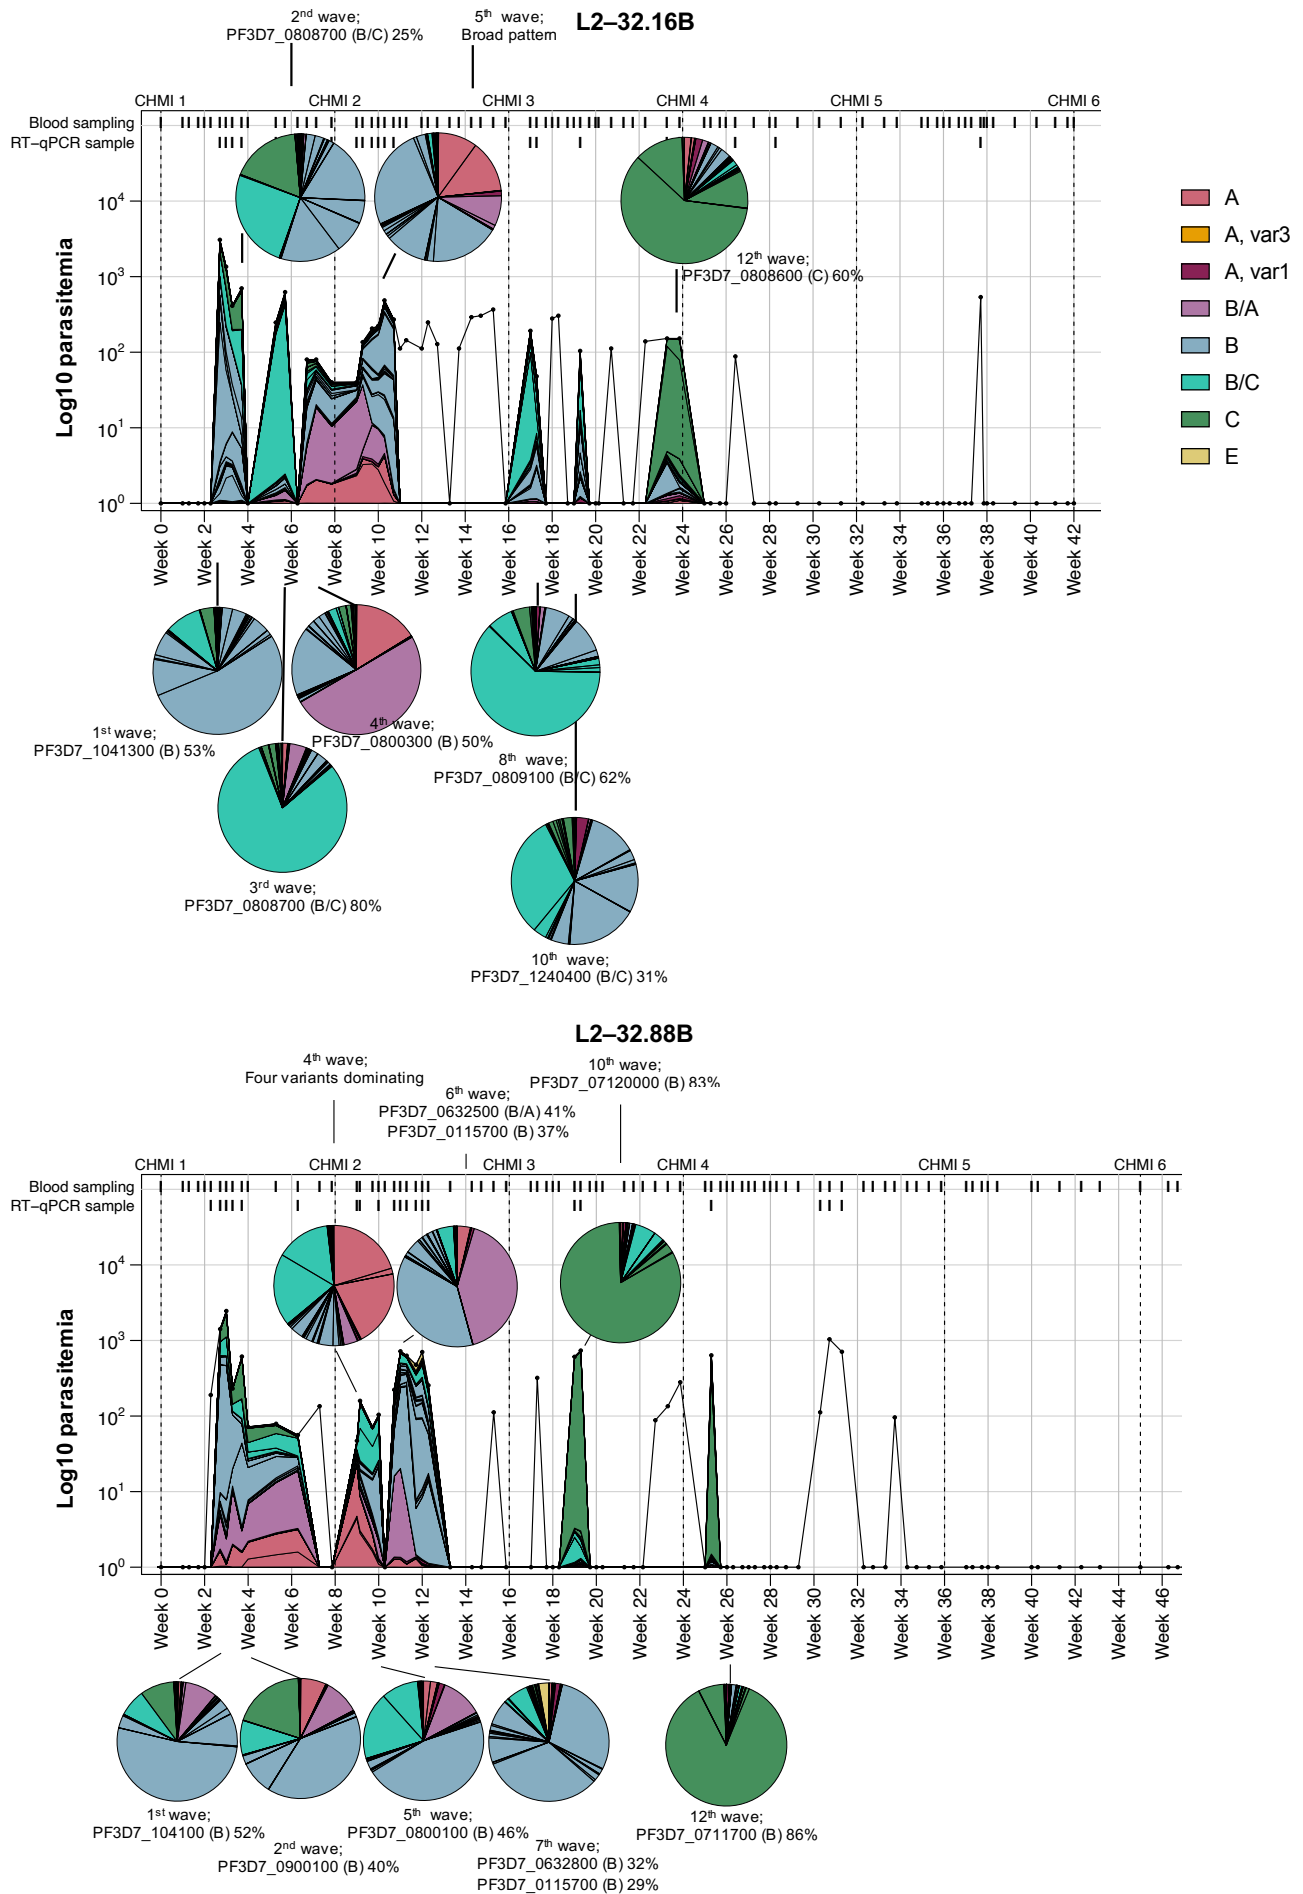 2nd wave;
PF3D7_0808700 (B/C) 25%
5th wave;
Broad pattern
L2–32.16B
CHMI 1
CHMI 2
CHMI 3
CHMI 4
CHMI 5
CHMI 6
Blood sampling
RT–qPCR sample
Log10 parasitemia
10^4
10^3
10^2
10^1
10^0
12th wave;
PF3D7_0808600 (C) 60%
A
A, var3
A, var1
B/A
B
B/C
C
E
Week 0
Week 2
Week 4
Week 6
Week 8
Week 10
Week 12
Week 14
Week 16
Week 18
Week 20
Week 22
Week 24
Week 26
Week 28
Week 30
Week 32
Week 34
Week 36
Week 38
Week 40
Week 42
1st wave;
PF3D7_1041300 (B) 53%
4th wave;
PF3D7_0800300 (B) 50%
8th wave;
PF3D7_0809100 (B/C) 62%
3rd wave;
PF3D7_0808700 (B/C) 80%
10th wave;
PF3D7_1240400 (B/C) 31%
L2–32.88B
4th wave;
Four variants dominating
6th wave;
PF3D7_0632500 (B/A) 41%
PF3D7_0115700 (B) 37%
10th wave;
PF3D7_07120000 (B) 83%
CHMI 1
CHMI 2
CHMI 3
CHMI 4
CHMI 5
CHMI 6
Blood sampling
RT–qPCR sample
Log10 parasitemia
10^4
10^3
10^2
10^1
10^0
Week 0
Week 2
Week 4
Week 6
Week 8
Week 10
Week 12
Week 14
Week 16
Week 18
Week 20
Week 22
Week 24
Week 26
Week 28
Week 30
Week 32
Week 34
Week 36
Week 38
Week 40
Week 42
Week 44
Week 46
1st wave;
PF3D7_104100 (B) 52%
2nd wave;
PF3D7_0900100 (B) 40%
5th wave;
PF3D7_0800100 (B) 46%
7th wave;
PF3D7_0632800 (B) 32%
PF3D7_0115700 (B) 29%
12th wave;
PF3D7_0711700 (B) 86%